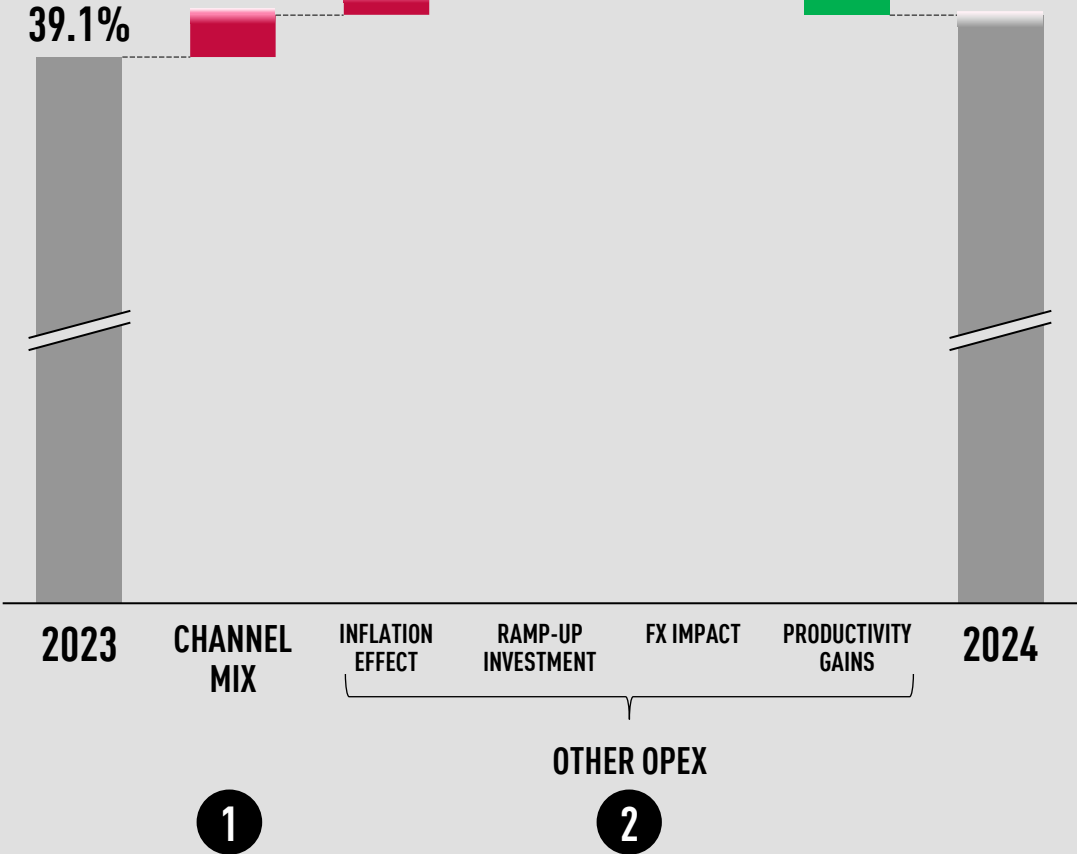 39.1%
2023
CHANNEL
MIX
INFLATION
EFFECT
RAMP-UP
INVESTMENT
FX IMPACT
PRODUCTIVITY
GAINS
2024
OTHER OPEX
1
2